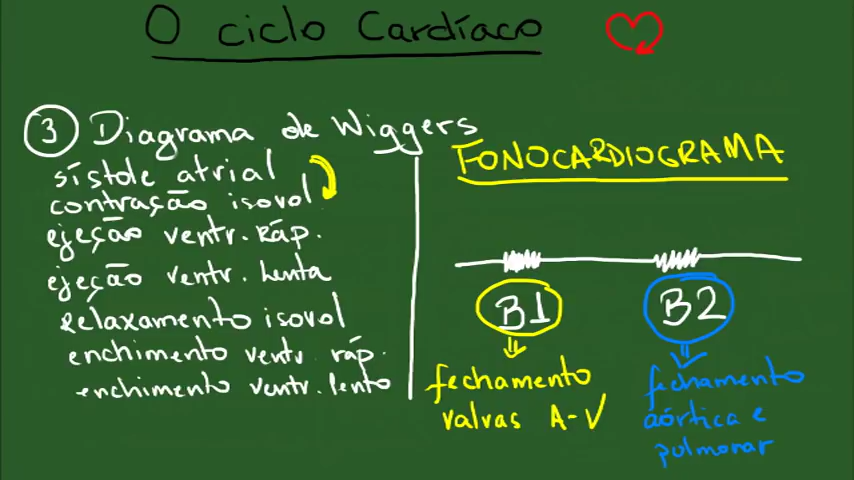 O ciclo Cardíaco
3 Diagrama de Wiggers
sístole atrial
contração isovol.
ejeção ventr. ráp.
ejeção ventr. lenta
relaxamento isovol
enchimento ventr. ráp.
enchimento ventr. lento
FONOCARDIOGRAMA
B1
fechamento
valvas A-V
B2
fechamento
aórtica e
pulmonar